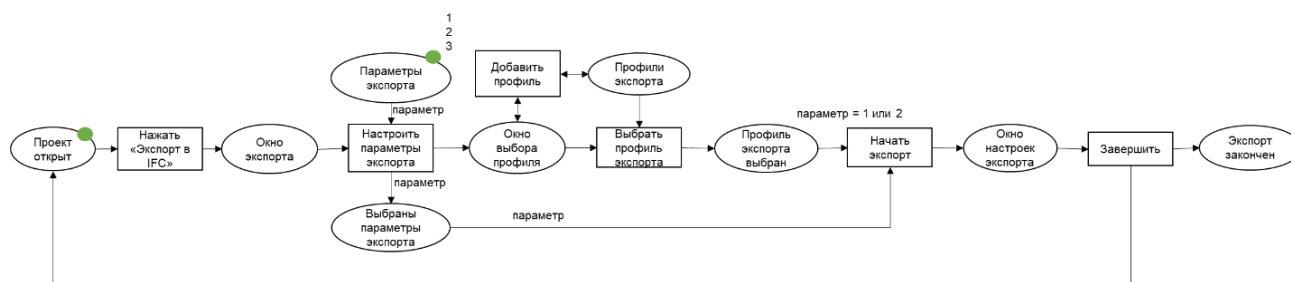 1
2
3
Параметры
экспорта
Добавить
профиль
Профили
экспорта
параметр
параметр = 1 или 2
Проект
открыт
Нажать
«Экспорт в
IFC»
Окно
экспорта
Настроить
параметры
экспорта
Окно
выбора
профиля
Выбрать
профиль
экспорта
Профиль
экспорта
выбран
Начать
экспорт
Окно
настроек
экспорта
Завершить
Экспорт
закончен
параметр
Выбраны
параметры
экспорта
параметр